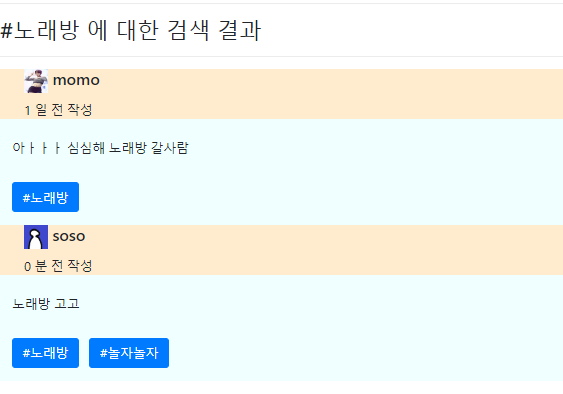 #노래방 에 대한 검색 결과
momo
1 일 전 작성
아ㅏㅏㅏ 심심해 노래방 갈사람
#노래방
soso
0 분 전 작성
노래방 고고
#노래방 #놀자놀자